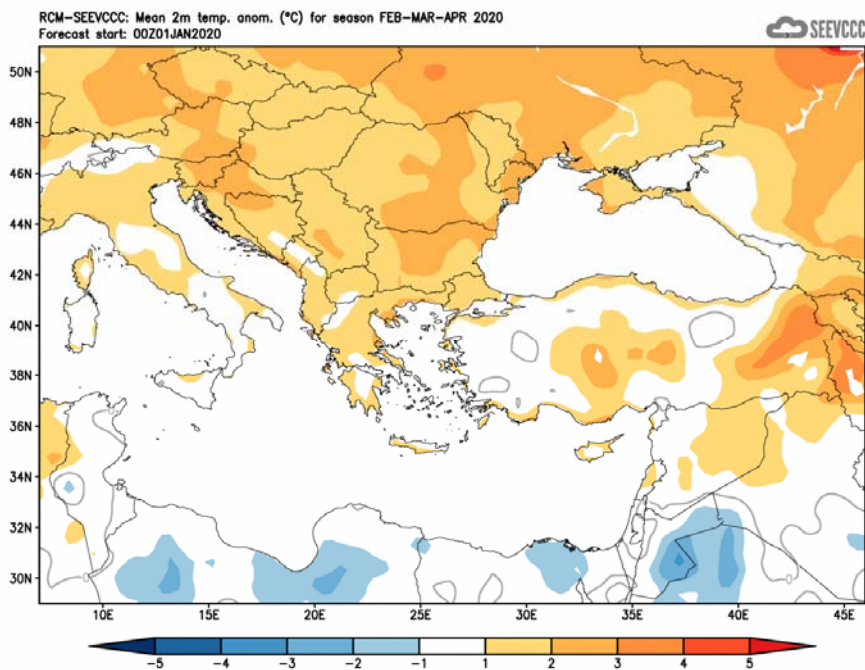 RCM-SEEVCCC: Mean 2m temp. anom. (°C) for season FEB-MAR-APR 2020
Forecast start: 00Z01JAN2020
SEEVCCC
50N
48N
46N
44N
42N
40N
38N
36N
34N
32N
30N
10E 15E 20E 25E 30E 35E 40E 45E
-5 -4 -3 -2 -1 1 2 3 4 5